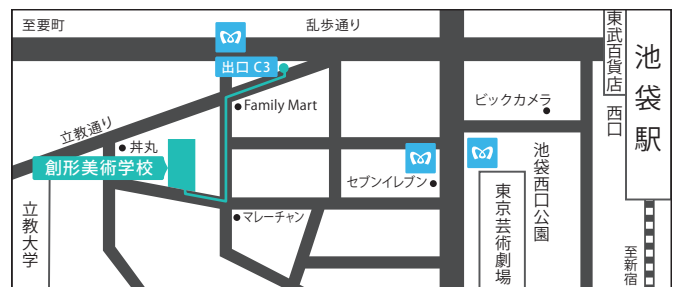 至要町
乱歩通り
東武百貨店
西口
池袋駅
出口 C3
Family Mart
ビックカメラ
立教通り
丼丸
創形美術学校
セブンイレブン
池袋西口公園
東京芸術劇場
マレーチャン
立教大学
至新宿